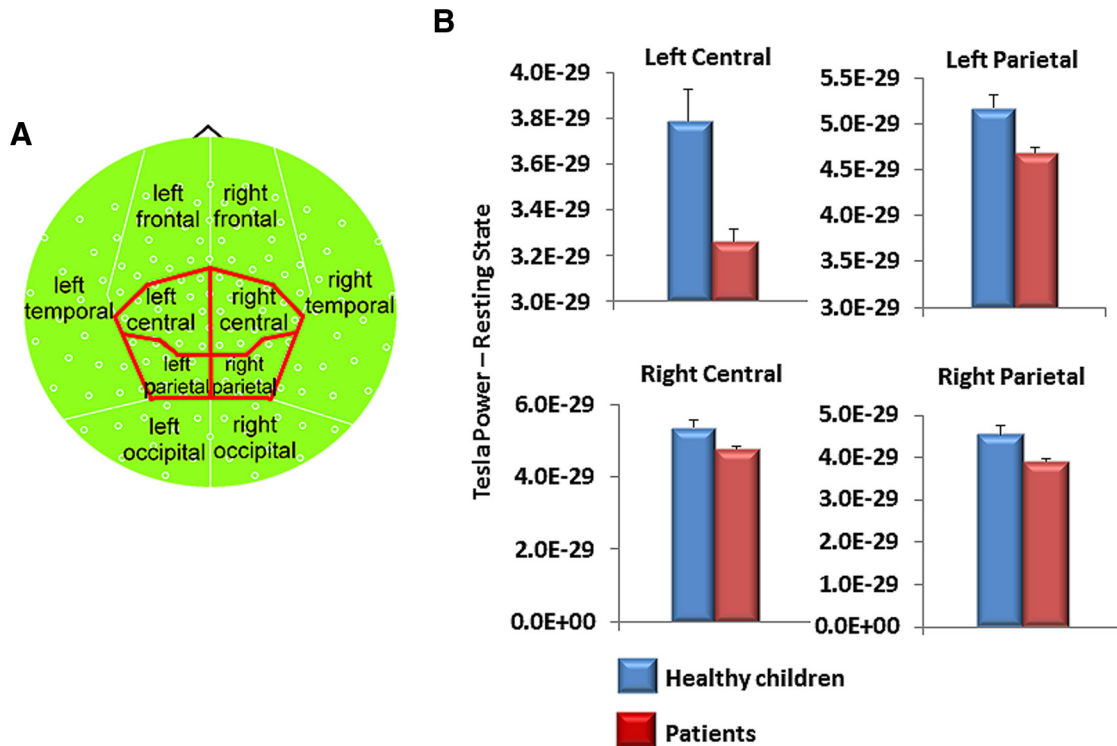 A
left
frontal
right
frontal
left
temporal
right
temporal
left
central
right
central
left
parietal
right
parietal
left
occipital
right
occipital
B
Tesla Power – Resting State
Left Central
4.0E-29
3.8E-29
3.6E-29
3.4E-29
3.2E-29
3.0E-29
Left Parietal
5.5E-29
5.0E-29
4.5E-29
4.0E-29
3.5E-29
3.0E-29
Right Central
6.0E-29
4.0E-29
2.0E-29
0.0E+00
Right Parietal
5.0E-29
4.0E-29
3.0E-29
2.0E-29
1.0E-29
0.0E+00
Healthy children
Patients